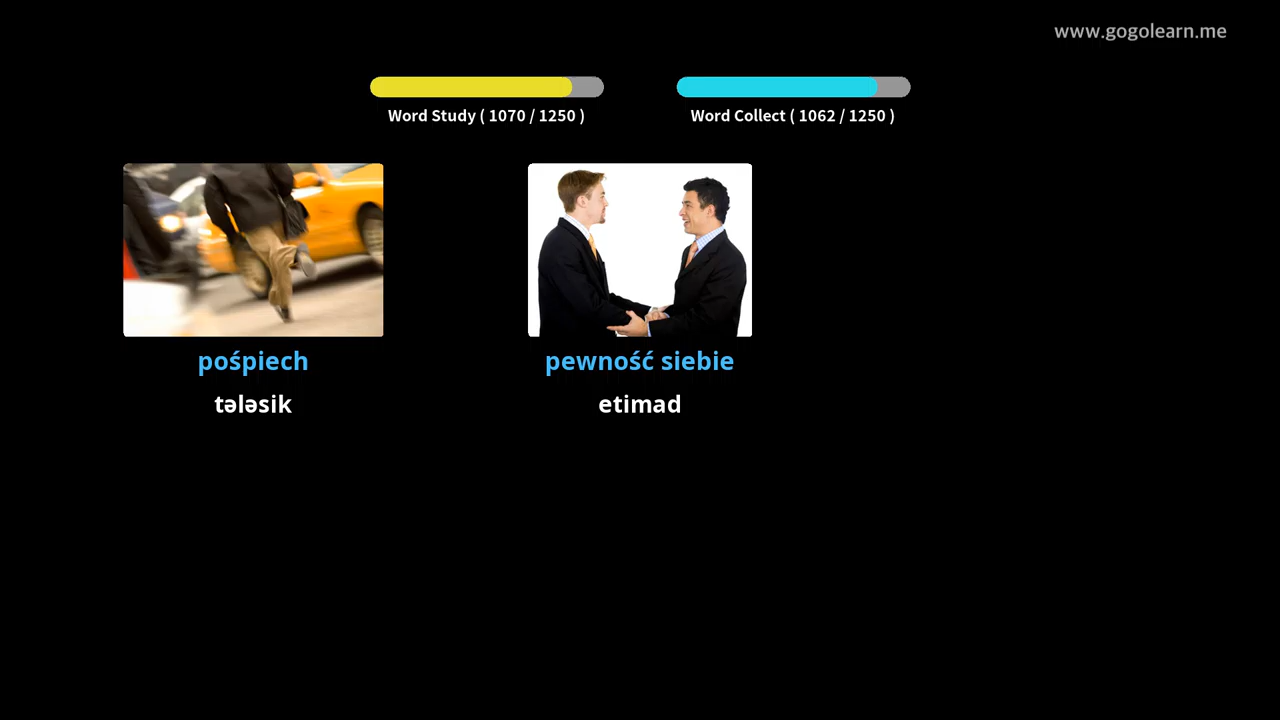 www.gogolearn.me
Word Study ( 1070 / 1250 )
Word Collect ( 1062 / 1250 )
pośpiech
tələsik
pewność siebie
etimad